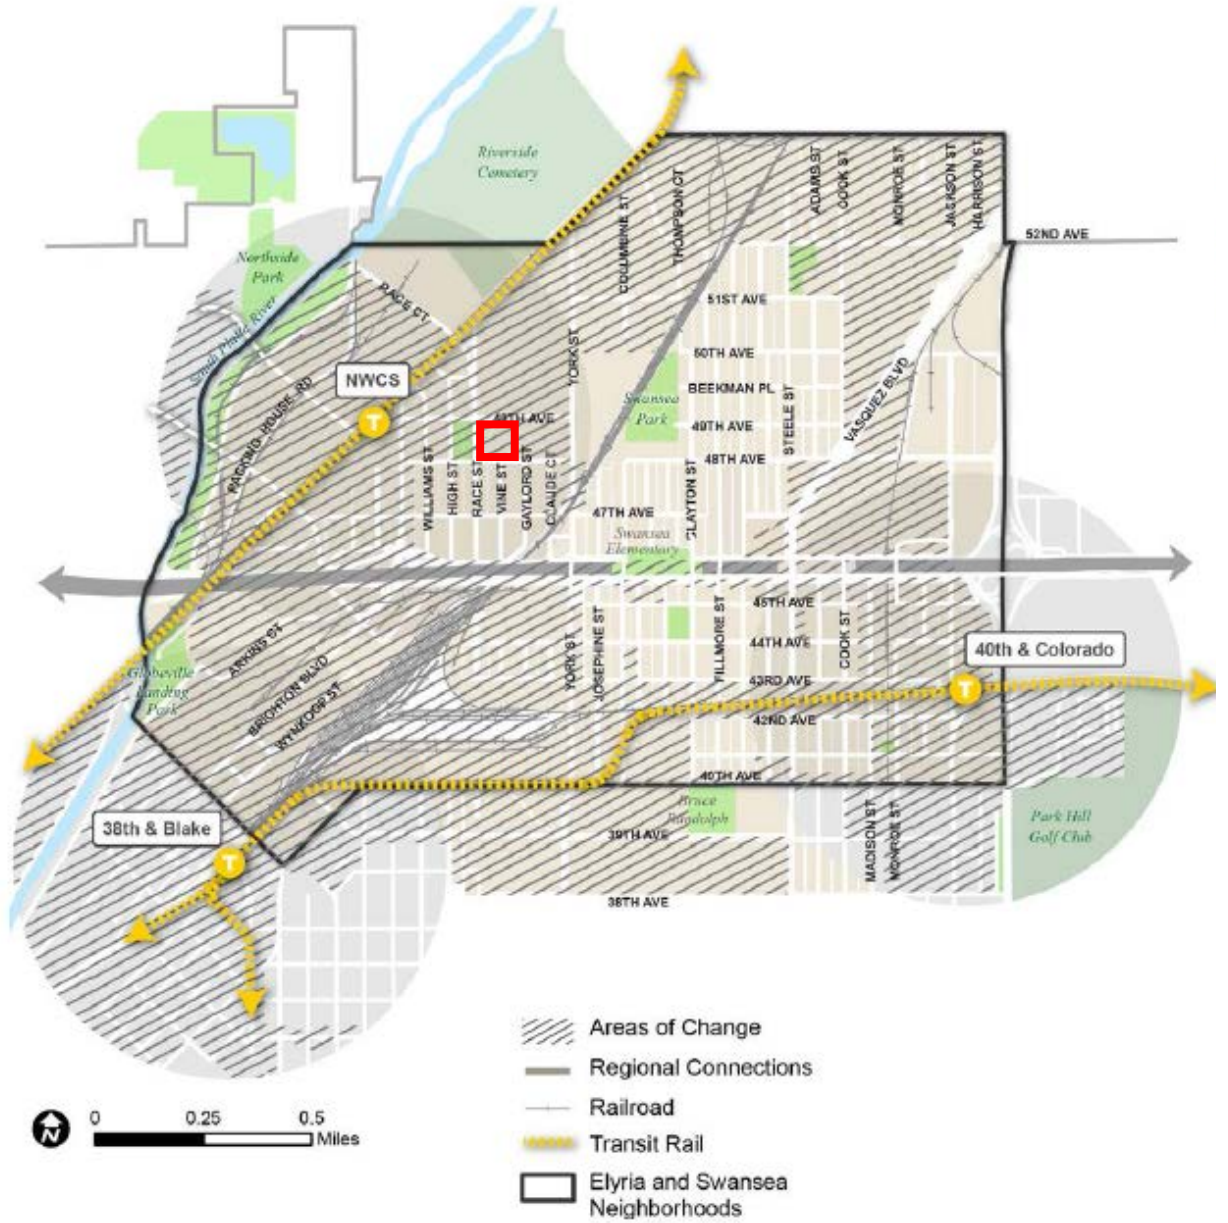 Riverside
Cemetery
ADAMS ST
COOK ST
MONROE ST
JACKSON ST
HARRISON ST
THOMPSON CT
COLUMBINE ST
52ND AVE
Northside
Park
South Platte River
RACE CT
51ST AVE
50TH AVE
YORK ST
NWCS
BEEKMAN PL
Swansea
Park
STEELE ST
VASQUEZ BLVD
PACKING HOUSE RD
49TH AVE
48TH AVE
WILLIAMS ST
HIGH ST
RACE ST
VINE ST
GAYLORD ST
CLAUDE CT
CLAYTON ST
47TH AVE
Swansea
Elementary
45TH AVE
44TH AVE
43RD AVE
42ND AVE
40TH AVE
YORK ST
JOSEPHINE ST
FILLMORE ST
COOK ST
40th & Colorado
ARKINS CT
BRIGHTON BLVD
WYNKOOP ST
Globeville
Landing
Park
38th & Blake
Bruce
Randolph
39TH AVE
38TH AVE
MADISON ST
MONROE ST
Park Hill
Golf Club
Areas of Change
Regional Connections
Railroad
Transit Rail
Elyria and Swansea
Neighborhoods
N
0 0.25 0.5
Miles
T
T
T